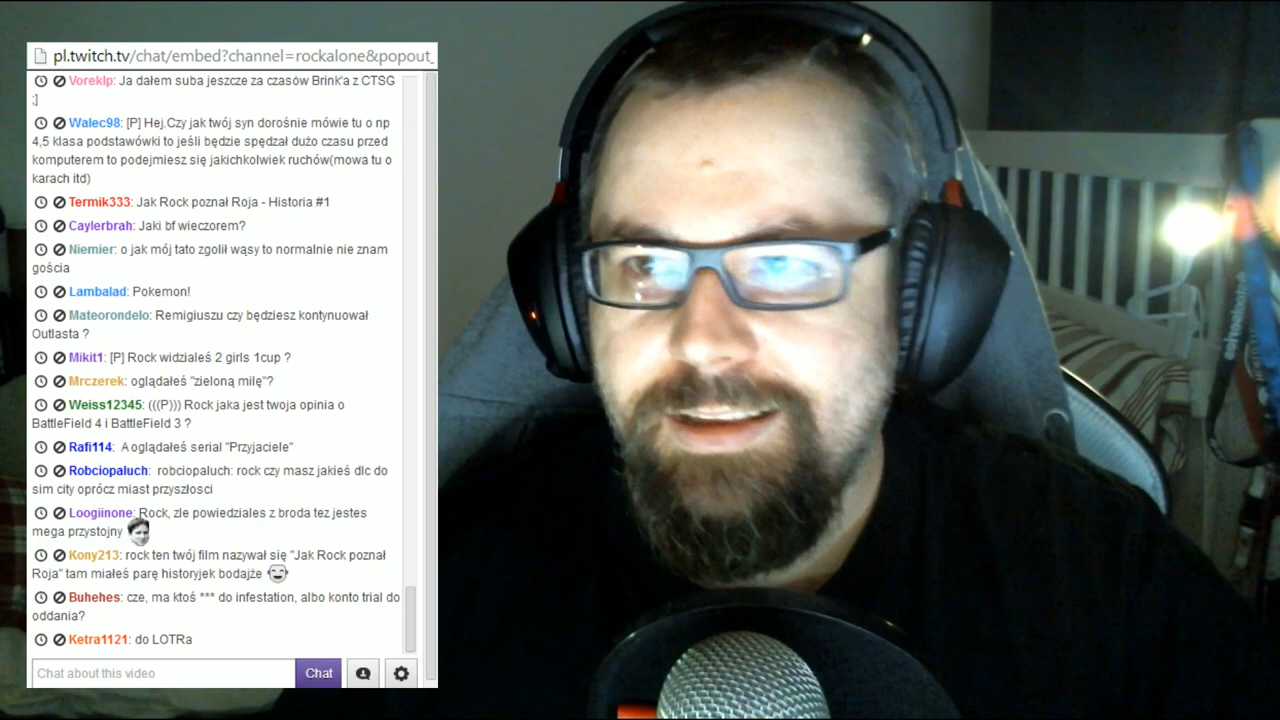 pl.twitch.tv/chat/embed?channel=rockalone&popout_
Voreklp: Ja dałem suba jeszcze za czasów Brink'a z CTSG
;]
Walec98: [P] Hej.Czy jak twój syn dorośnie mówie tu o np
4,5 klasa podstawówki to jeśli będzie spędzał dużo czasu przed
komputerem to podejmiesz się jakichkolwiek ruchów(mowa tu o
karach itd)
Termik333: Jak Rock poznał Roja - Historia #1
Caylerbrah: Jaki bf wieczorem?
Niemier: o jak mój tato zgolił wąsy to normalnie nie znam
gościa
Lambalad: Pokemon!
Mateorondelo: Remigiuszu czy będziesz kontynuował
Outlasta ?
Mikit1: [P] Rock widziałeś 2 girls 1cup ?
Mrczerek: oglądałeś "zieloną milę"?
Weiss12345: (((P))) Rock jaka jest twoja opinia o
BattleField 4 i BattleField 3 ?
Rafi114: A oglądałeś serial "Przyjaciele"
Robciopaluch: robciopaluch: rock czy masz jakieś dlc do
sim city oprócz miast przyszłosci
Loogiinone: Rock, zle powiedziales z broda tez jestes
mega przystojny
Kony213: rock ten twój film nazywał się "Jak Rock poznał
Roja" tam miałeś parę historyjek bodajże
Buhehes: cze, ma ktoś *** do infestation, albo konto trial do
oddania?
Ketra1121: do LOTRa
Chat about this video
Chat